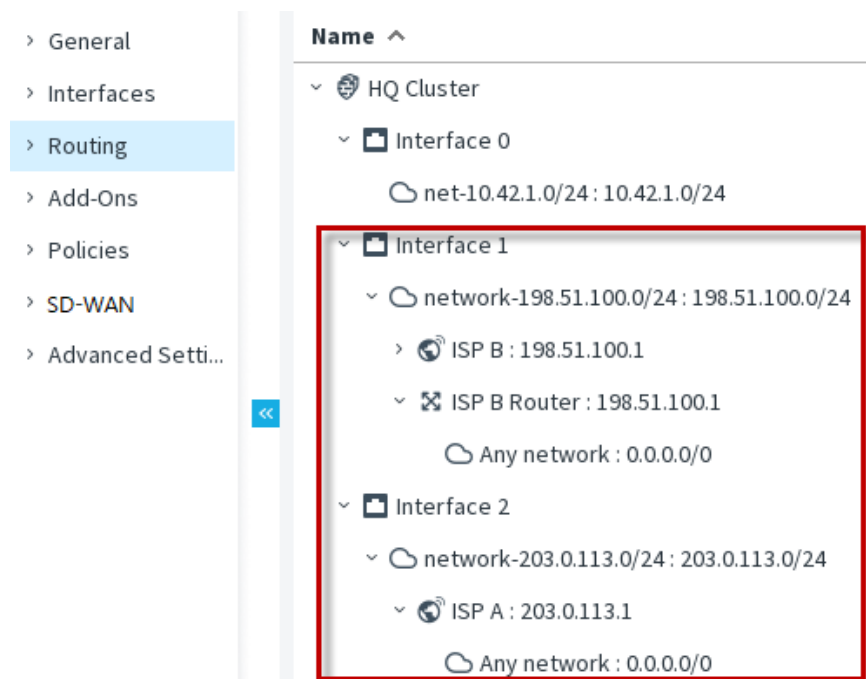 General
Interfaces
Routing
Add-Ons
Policies
SD-WAN
Advanced Setti...
Name
HQ Cluster
Interface 0
net-10.42.1.0/24 : 10.42.1.0/24
Interface 1
network-198.51.100.0/24 : 198.51.100.0/24
ISP B : 198.51.100.1
ISP B Router : 198.51.100.1
Any network : 0.0.0.0/0
Interface 2
network-203.0.113.0/24 : 203.0.113.0/24
ISP A : 203.0.113.1
Any network : 0.0.0.0/0